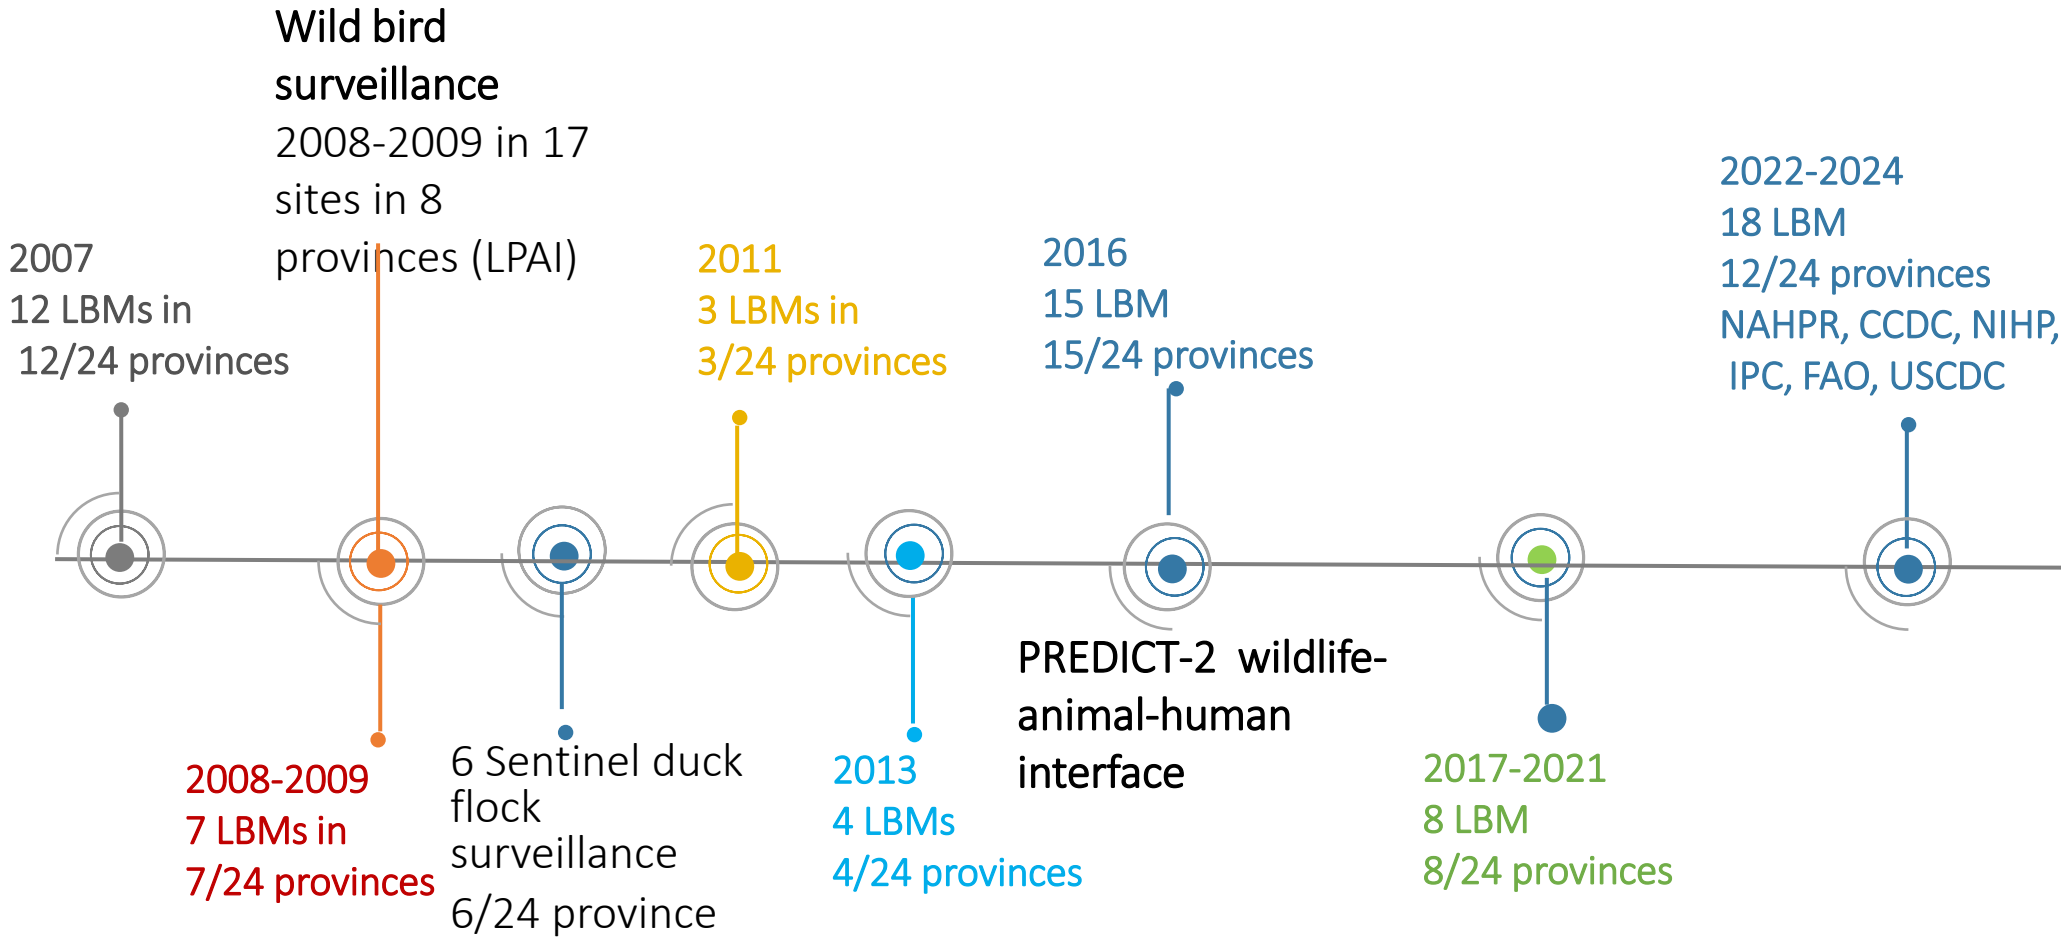 Wild bird
surveillance
2008-2009 in 17
sites in 8
provinces (LPAI)
2007
12 LBMs in
12/24 provinces
2011
3 LBMs in
3/24 provinces
2016
15 LBM
15/24 provinces
2022-2024
18 LBM
12/24 provinces
NAHPR, CCDC, NIHP,
IPC, FAO, USCDC
2008-2009
7 LBMs in
7/24 provinces
6 Sentinel duck
flock
surveillance
6/24 province
2013
4 LBMs
4/24 provinces
PREDICT-2 wildlife-
animal-human
interface
2017-2021
8 LBM
8/24 provinces